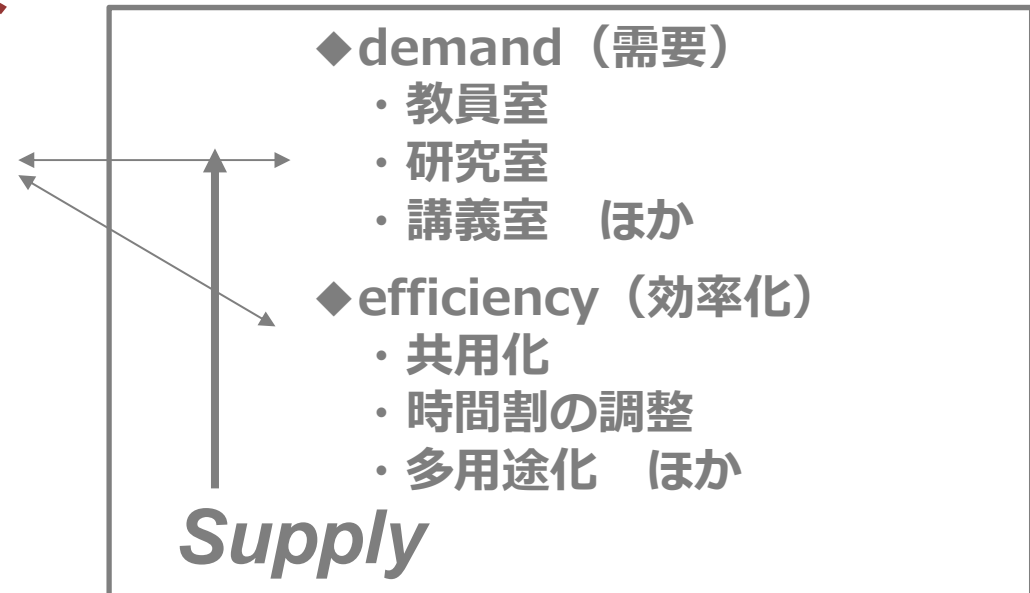 ◆demand（需要）
・教員室
・研究室
・講義室　ほか
◆efficiency（効率化）
・共用化
・時間割の調整
・多用途化　ほか
Supply